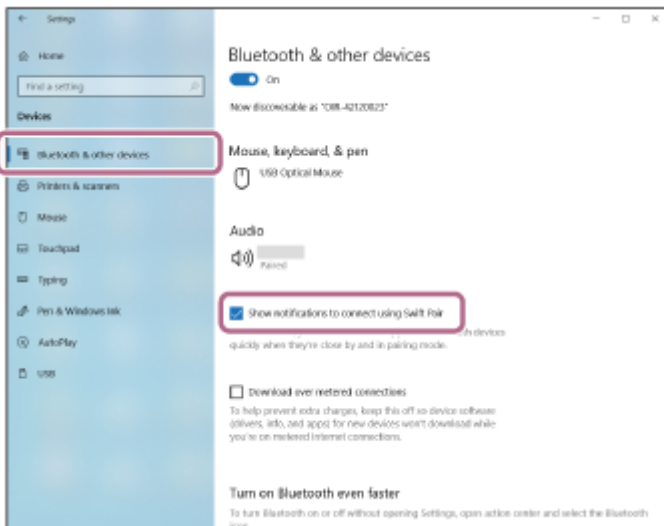 Settings
Home
Find a setting
Devices
Bluetooth & other devices
Printers & scanners
Mouse
Touchpad
Typing
Pen & Windows Ink
AutoPlay
USB
Bluetooth & other devices
On
Now discoverable as
Mouse, keyboard, & pen
USB Optical Mouse
Audio
Paired
Show notifications to connect using Swift Pair
devices
quickly when they're close by and in pairing mode.
Download over metered connections
To help prevent extra charges, keep this off so device software
(drivers, info, and apps) for new devices won't download while
you're on metered Internet connections.
Turn on Bluetooth even faster
To turn Bluetooth on or off without opening Settings, open action center and select the Bluetooth